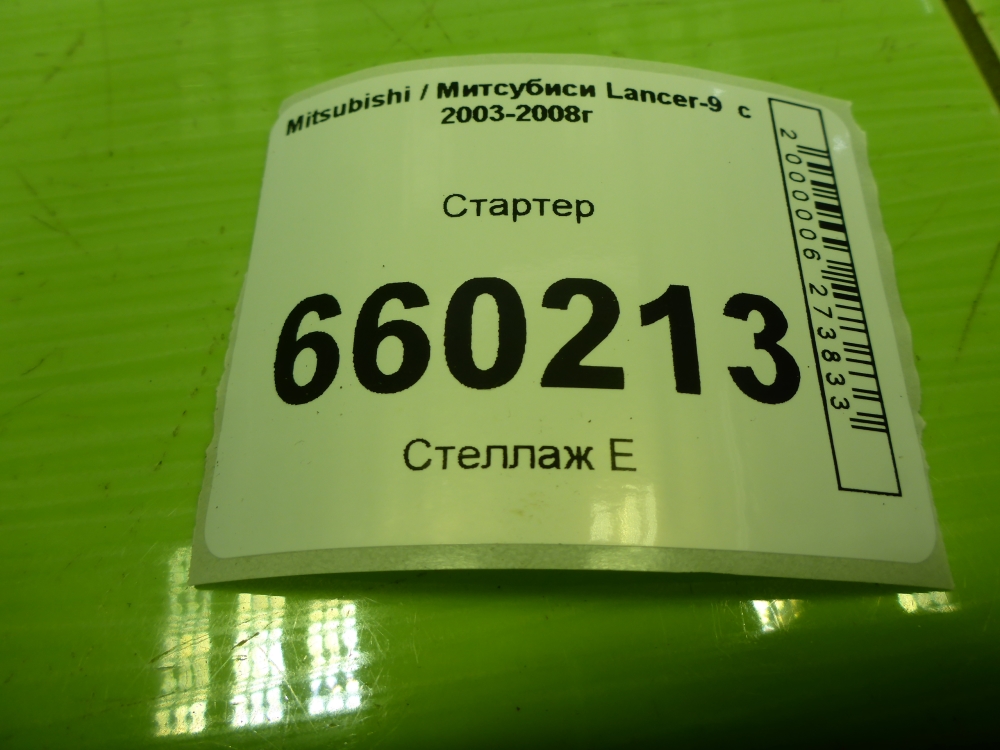 Mitsubishi / Митсубиси Lancer-9 с
2003-2008г
Стартер
660213
Стеллаж Е
2000006273833